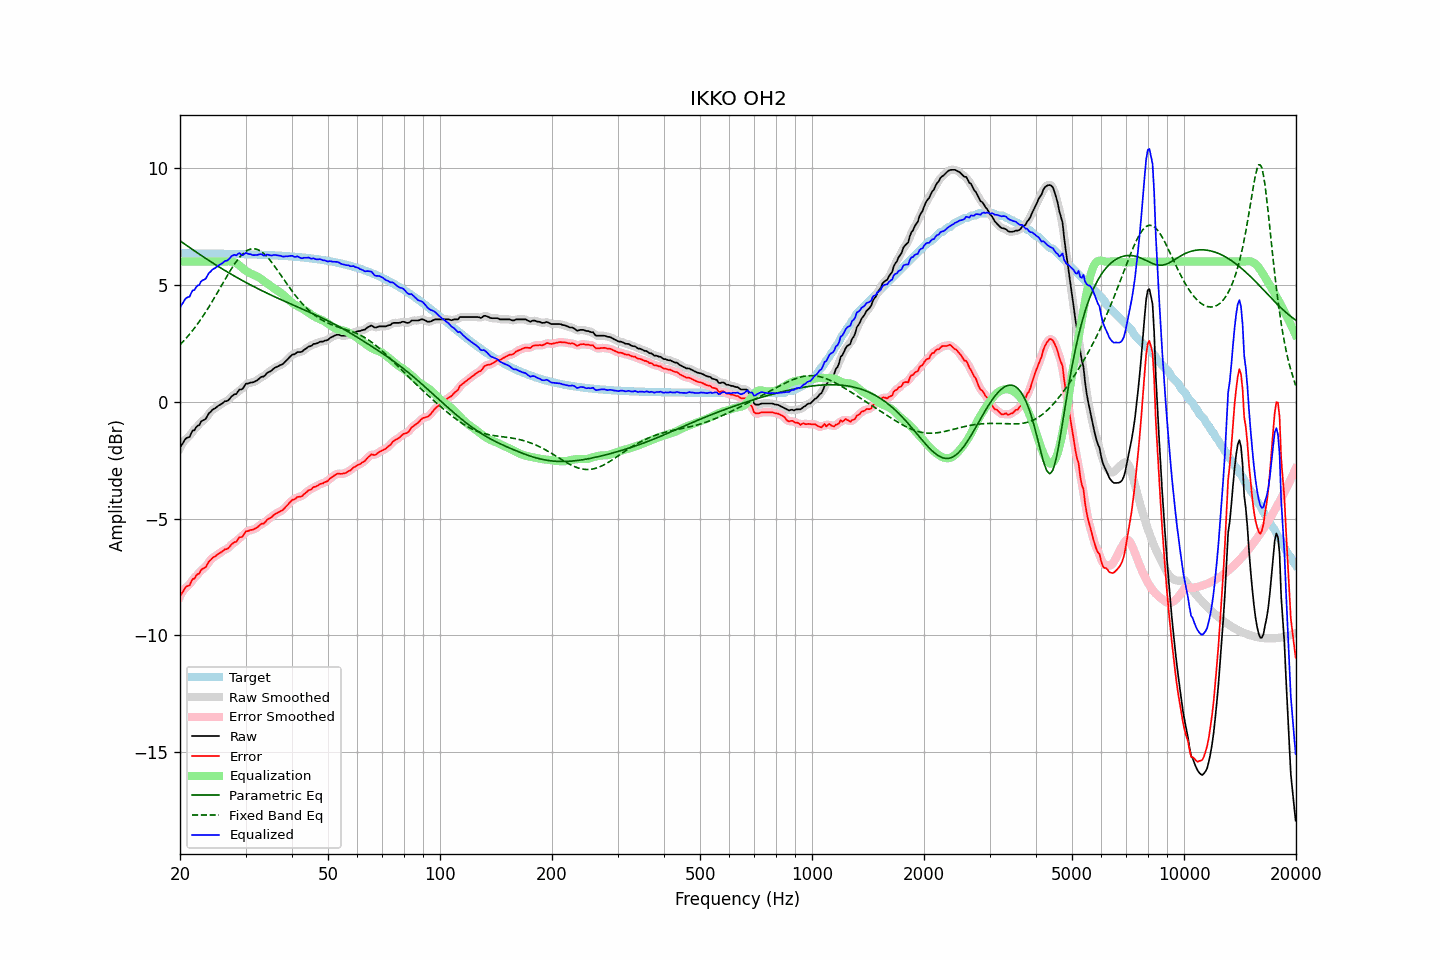 IKKO OH2
10
5
0
−5
−10
−15
Amplitude (dBr)
Target
Raw Smoothed
Error Smoothed
Raw
Error
Equalization
Parametric Eq
Fixed Band Eq
Equalized
20
50
100
200
500
1000
2000
5000
10000
20000
Frequency (Hz)